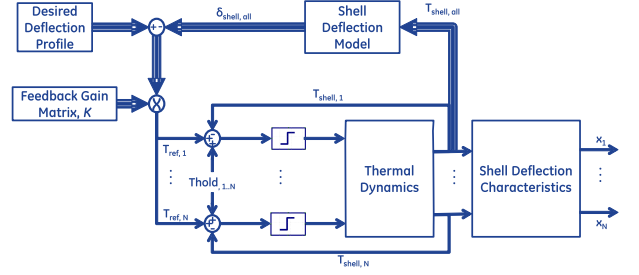 Desired
Deflection
Profile
δshell, all
Shell
Deflection
Model
Tshell, all
Feedback Gain
Matrix, K
Tshell, 1
Tref, 1
Thold, 1..N
Tref, N
Thermal
Dynamics
Shell Deflection
Characteristics
x1
xN
Tshell, N